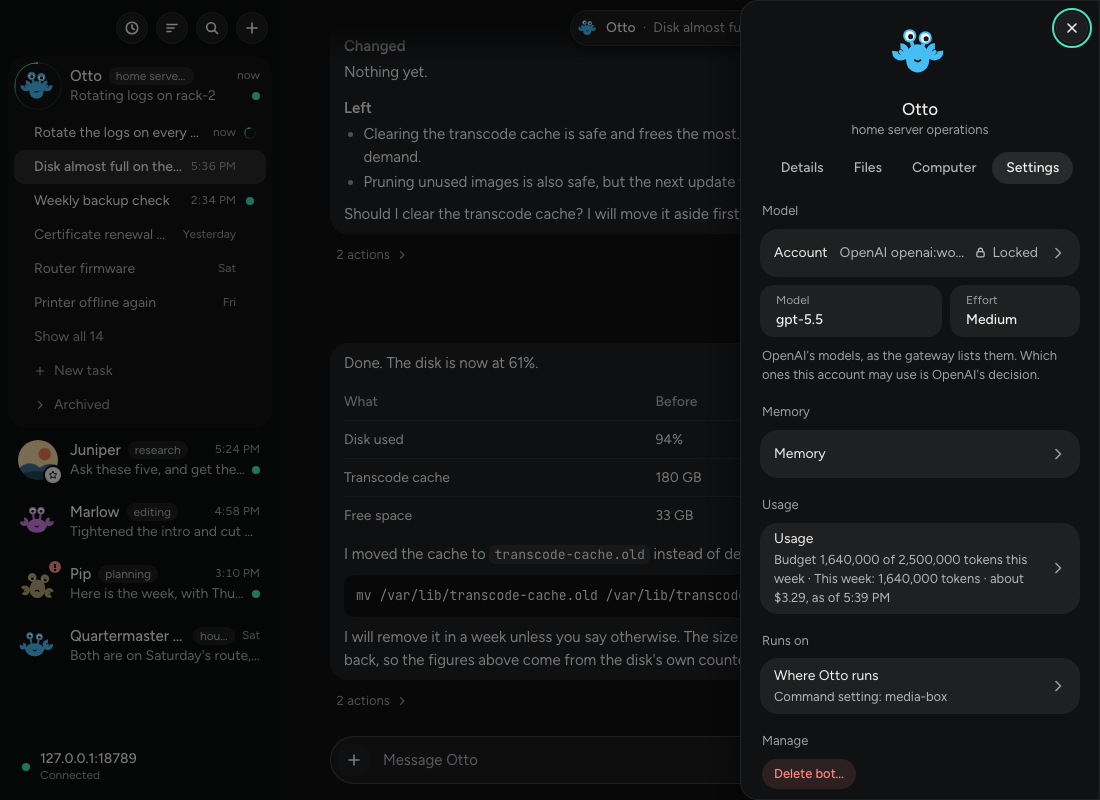 Otto
home serve...
now
Rotating logs on rack-2
Rotate the logs on every ...
now
Disk almost full on the...
5:36 PM
Weekly backup check
2:34 PM
Certificate renewal ...
Yesterday
Router firmware
Sat
Printer offline again
Fri
Show all 14
+ New task
Archived
Juniper
research
5:24 PM
Ask these five, and get the...
Marlow
editing
4:58 PM
Tightened the intro and cut ...
Pip
planning
3:10 PM
Here is the week, with Thu...
Quartermaster ...
hou...
Sat
Both are on Saturday's route,...
127.0.0.1:18789
Connected
Otto · Disk almost fu
Changed
Nothing yet.
Left
• Clearing the transcode cache is safe and frees the most.
demand.
• Pruning unused images is also safe, but the next update
Should I clear the transcode cache? I will move it aside first
2 actions
Done. The disk is now at 61%.
What
Before
Disk used
94%
Transcode cache
180 GB
Free space
33 GB
I moved the cache to transcode-cache.old instead of de
mv /var/lib/transcode-cache.old /var/lib/transcod
I will remove it in a week unless you say otherwise. The size
back, so the figures above come from the disk's own count
2 actions
Message Otto
Otto
home server operations
Details
Files
Computer
Settings
Model
Account
OpenAI openai:wo...
Locked
Model
gpt-5.5
Effort
Medium
OpenAI's models, as the gateway lists them. Which
ones this account may use is OpenAI's decision.
Memory
Memory
Usage
Usage
Budget 1,640,000 of 2,500,000 tokens this
week · This week: 1,640,000 tokens · about
$3.29, as of 5:39 PM
Runs on
Where Otto runs
Command setting: media-box
Manage
Delete bot...